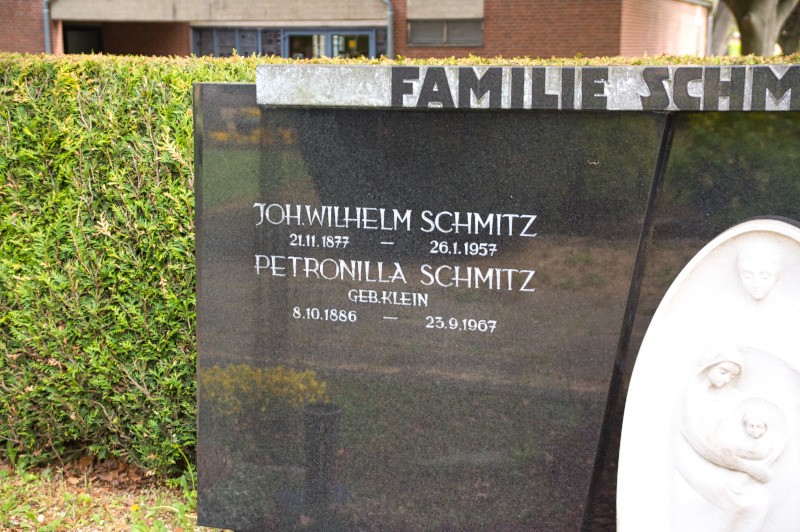 FAMILIE SCHM
JOH.WILHELM SCHMITZ
21.11.1877 — 26.1.1957
PETRONILLA SCHMITZ
GEB.KLEIN
8.10.1886 — 23.9.1967